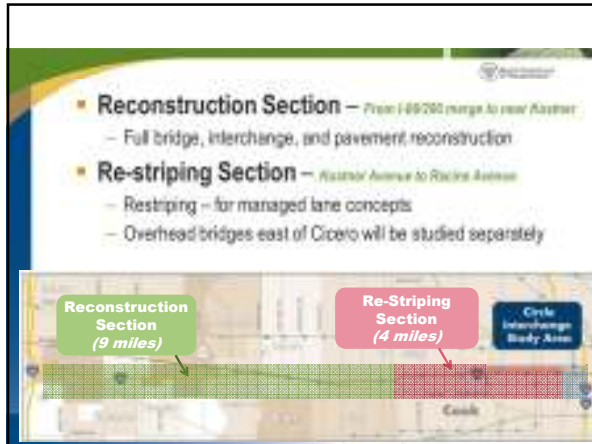 Reconstruction Section – From I-88/290 merge to near Kostner
– Full bridge, interchange, and pavement reconstruction
Re-striping Section – Kostner Avenue to Racine Avenue
– Restriping – for managed lane concepts
– Overhead bridges east of Cicero will be studied separately
Reconstruction
Section
(9 miles)
Re-Striping
Section
(4 miles)
Circle
Interchange
Study Area
Cook